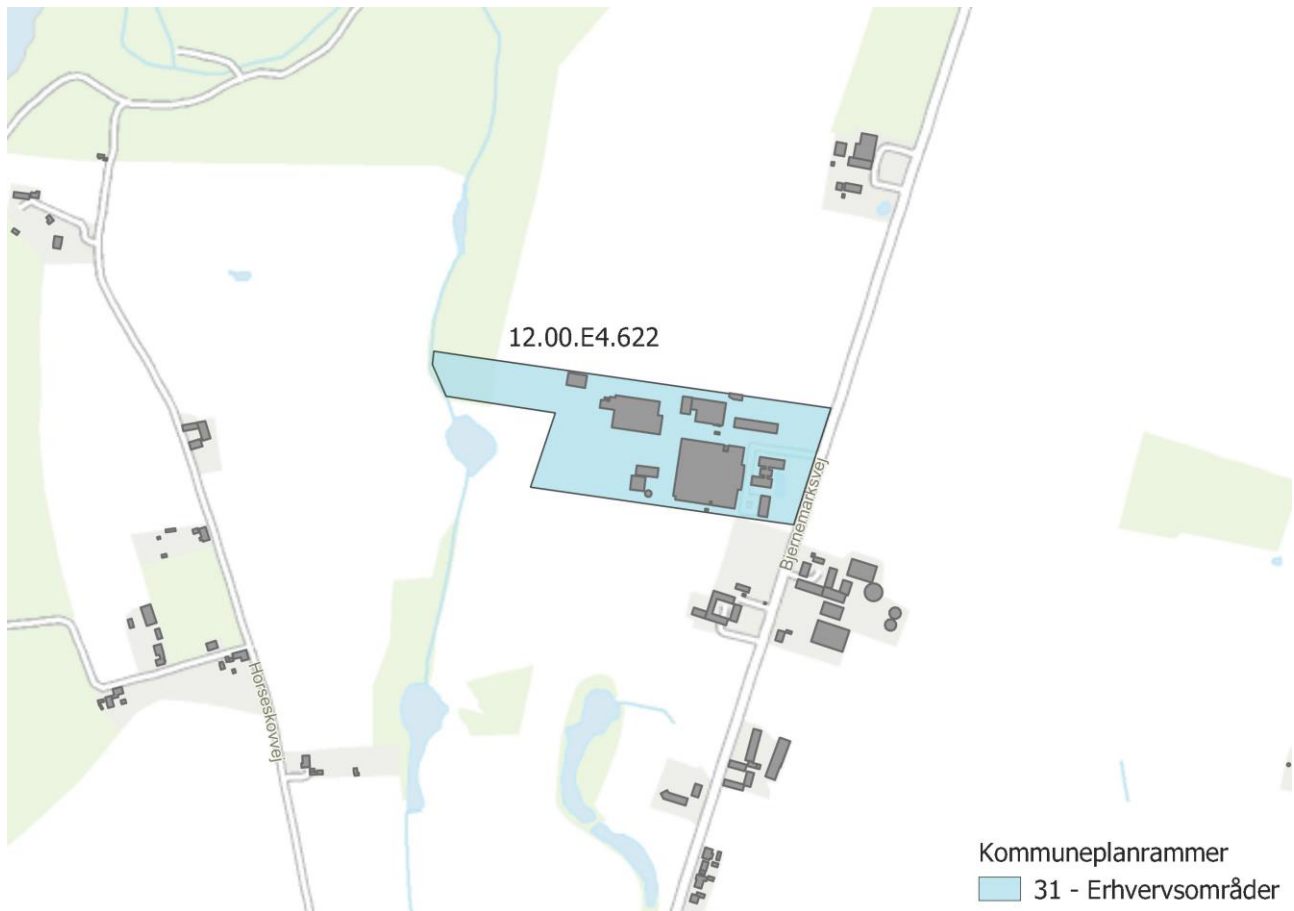 12.00.E4.622
Bjernemarksvej
Horseskovvej
Kommuneplanrammer
31 - Erhvervsområder